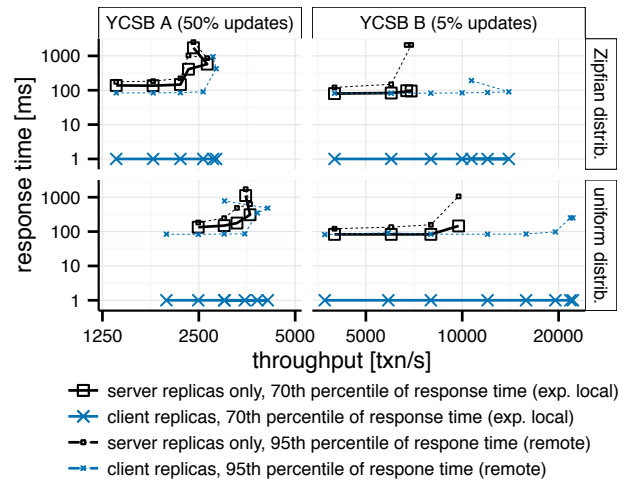 YCSB A (50% updates) YCSB B (5% updates)
1000
100
10
1
Zipfian distrib.
response time [ms]
1000
100
10
1
uniform distrib.
1250 2500 5000 5000 10000 20000
throughput [txn/s]
server replicas only, 70th percentile of response time (exp. local)
client replicas, 70th percentile of response time (exp. local)
server replicas only, 95th percentile of respone time (remote)
client replicas, 95th percentile of respone time (remote)